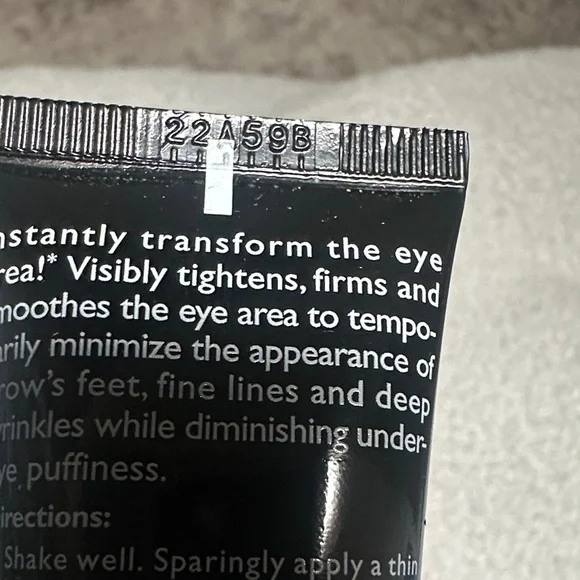 22A59B
nstantly transform the eye
rea!* Visibly tightens, firms and
moothes the eye area to tempo-
arily minimize the appearance of
row's feet, fine lines and deep
wrinkles while diminishing under-
ye puffiness.
irections:
Shake well. Sparingly apply a thin